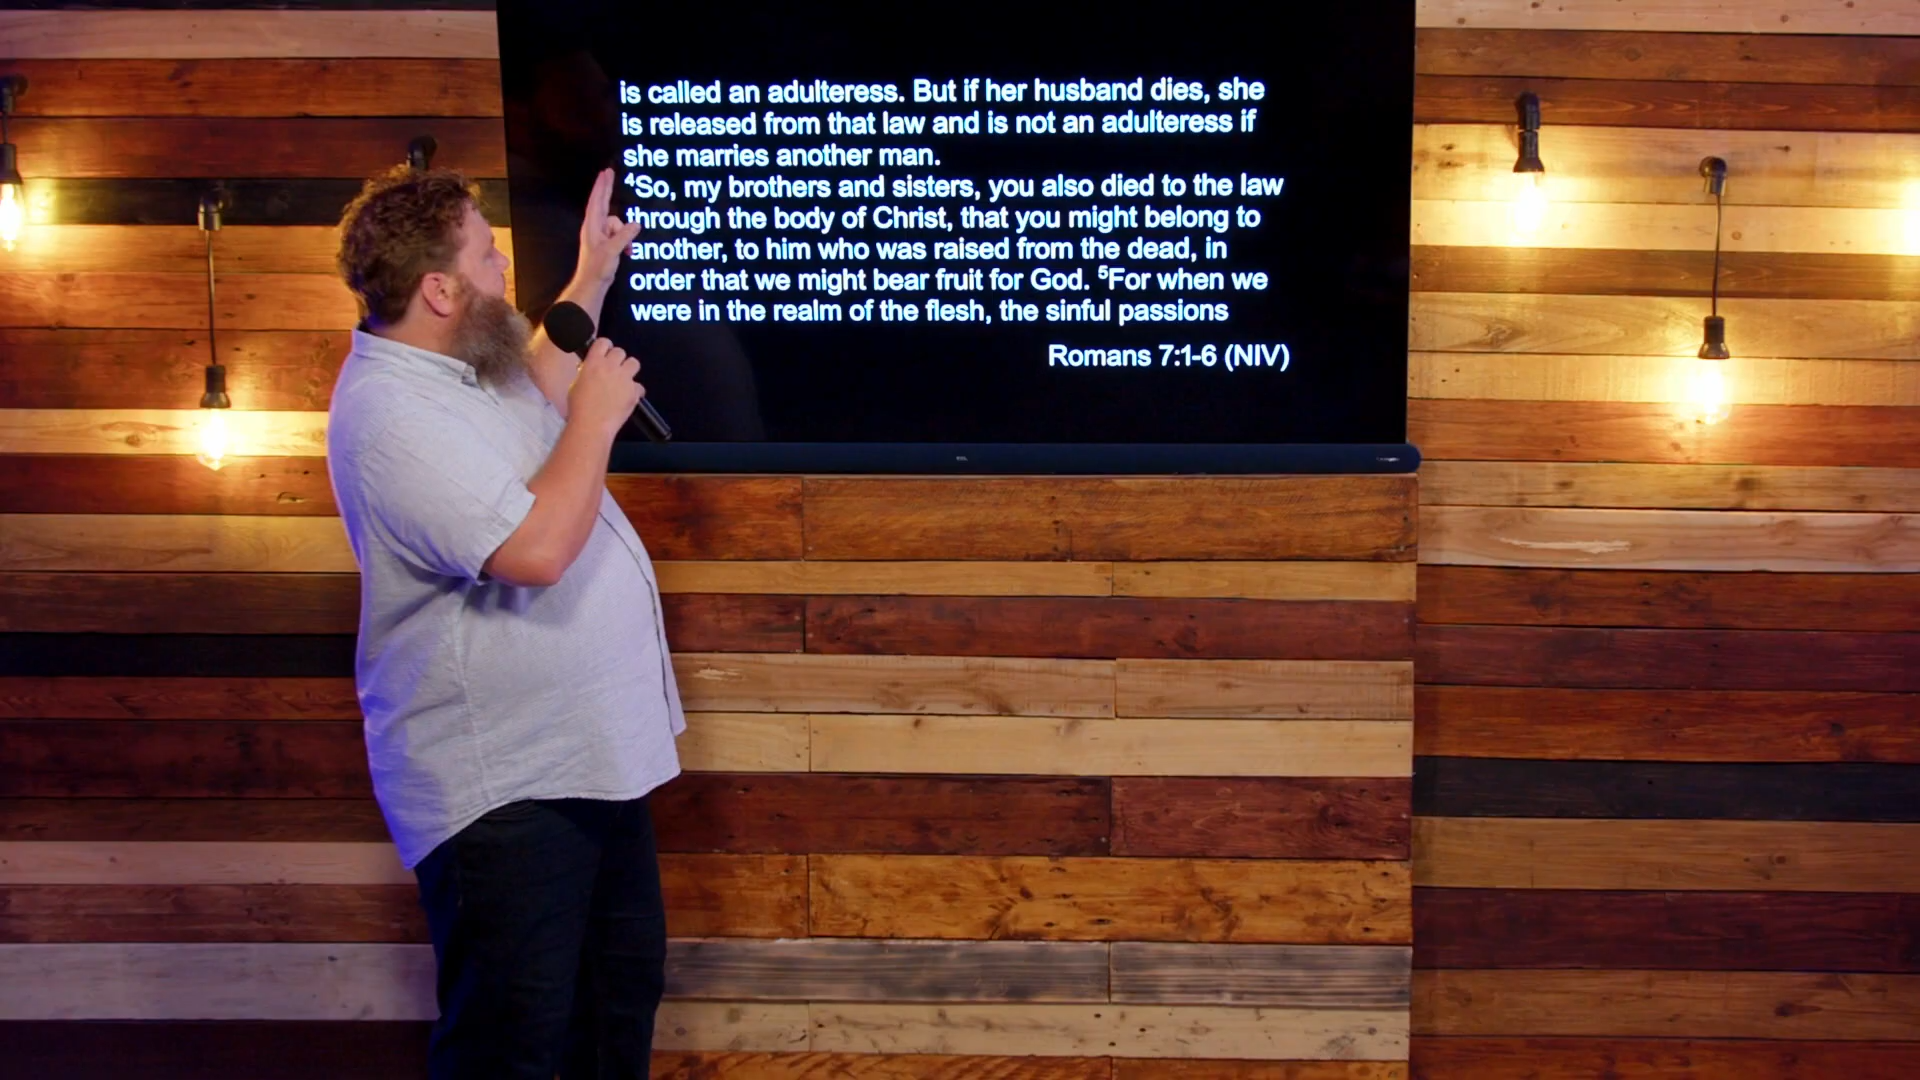 is called an adulteress. But if her husband dies, she
is released from that law and is not an adulteress if
she marries another man.
⁴So, my brothers and sisters, you also died to the law
through the body of Christ, that you might belong to
another, to him who was raised from the dead, in
order that we might bear fruit for God. ⁵For when we
were in the realm of the flesh, the sinful passions
Romans 7:1-6 (NIV)